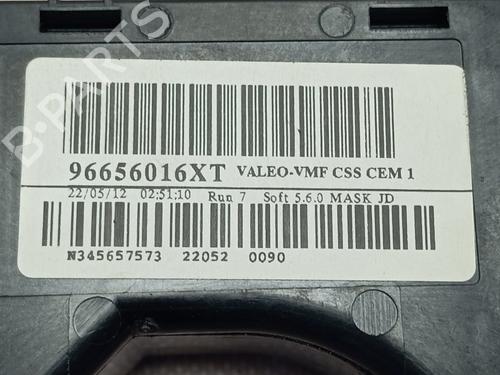 96656016XT VALEO-VMF CSS CEM 1
22/05/12 02:51:10 Run 7 Soft 5.6.0 MASK JD
N345657573 22052 0090
B-PARTS